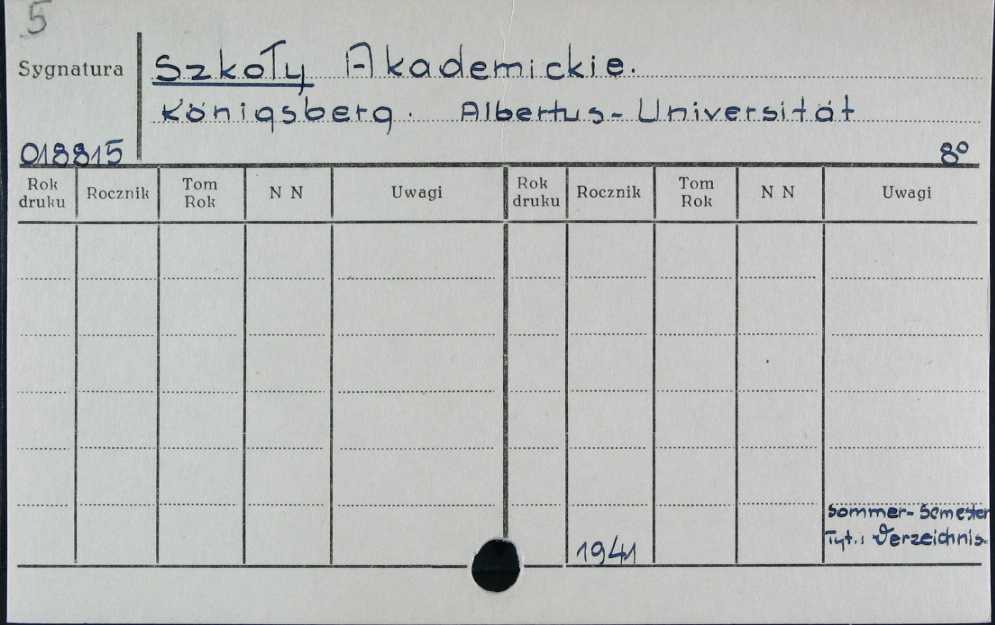 5
Sygnatura
Szkoły Akademickie.
Königsberg. Albertus-Universität
018815
8º
Rok druku Rocznik Tom Rok N N Uwagi Rok druku Rocznik Tom Rok N N Uwagi
Sommer-Semester
1941 Tyt.: Verzeichnis.